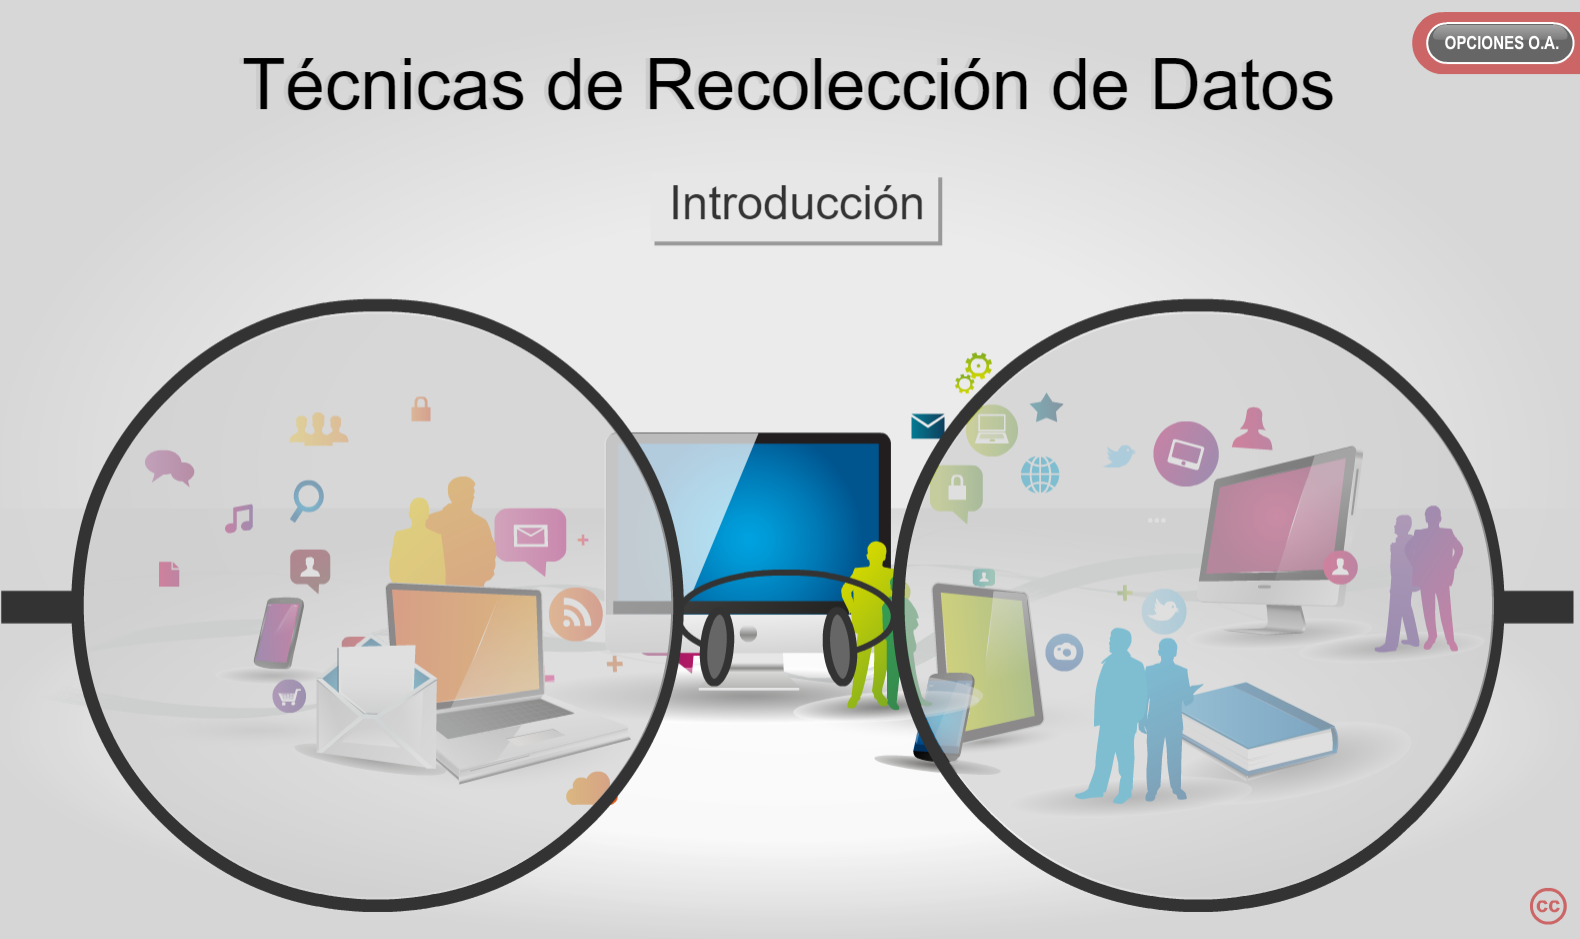 Técnicas de Recolección de Datos
OPCIONES O.A.
Introducción
cc